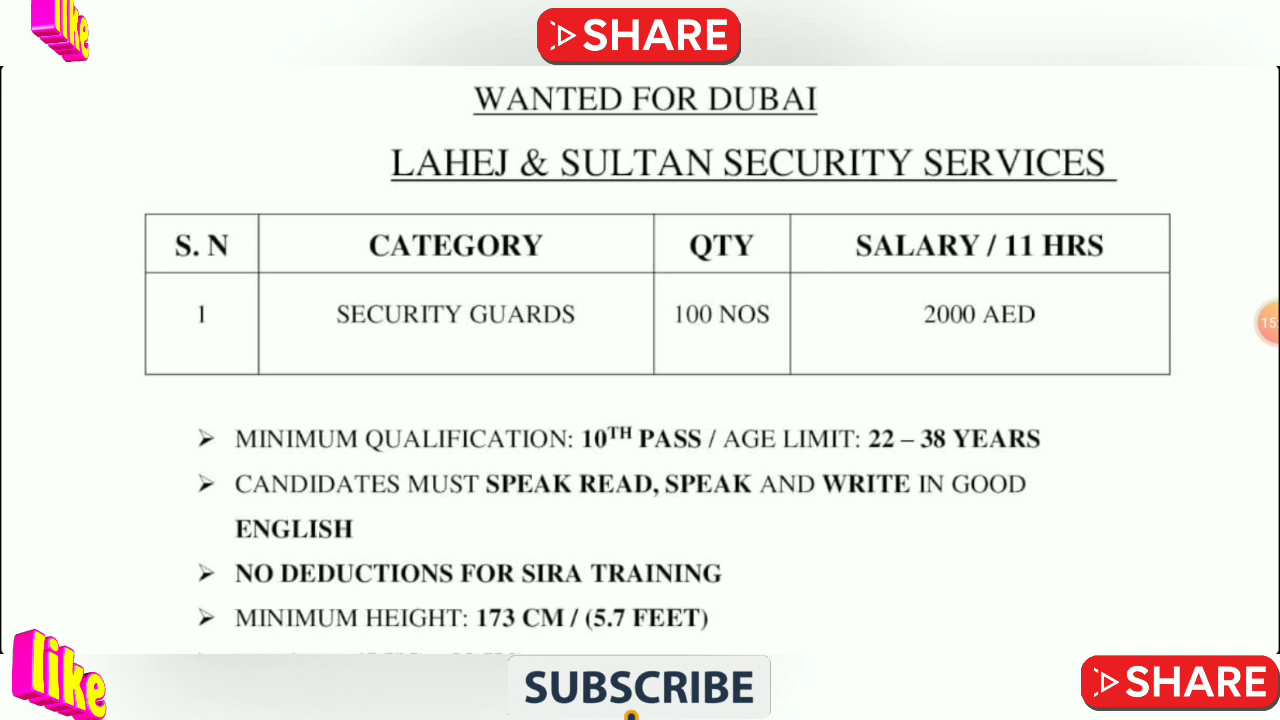 like
SHARE
WANTED FOR DUBAI
LAHEJ & SULTAN SECURITY SERVICES
S. N CATEGORY QTY SALARY / 11 HRS
1 SECURITY GUARDS 100 NOS 2000 AED
➢ MINIMUM QUALIFICATION: 10TH PASS / AGE LIMIT: 22 – 38 YEARS
➢ CANDIDATES MUST SPEAK READ, SPEAK AND WRITE IN GOOD
ENGLISH
➢ NO DEDUCTIONS FOR SIRA TRAINING
➢ MINIMUM HEIGHT: 173 CM / (5.7 FEET)
like
SUBSCRIBE
SHARE